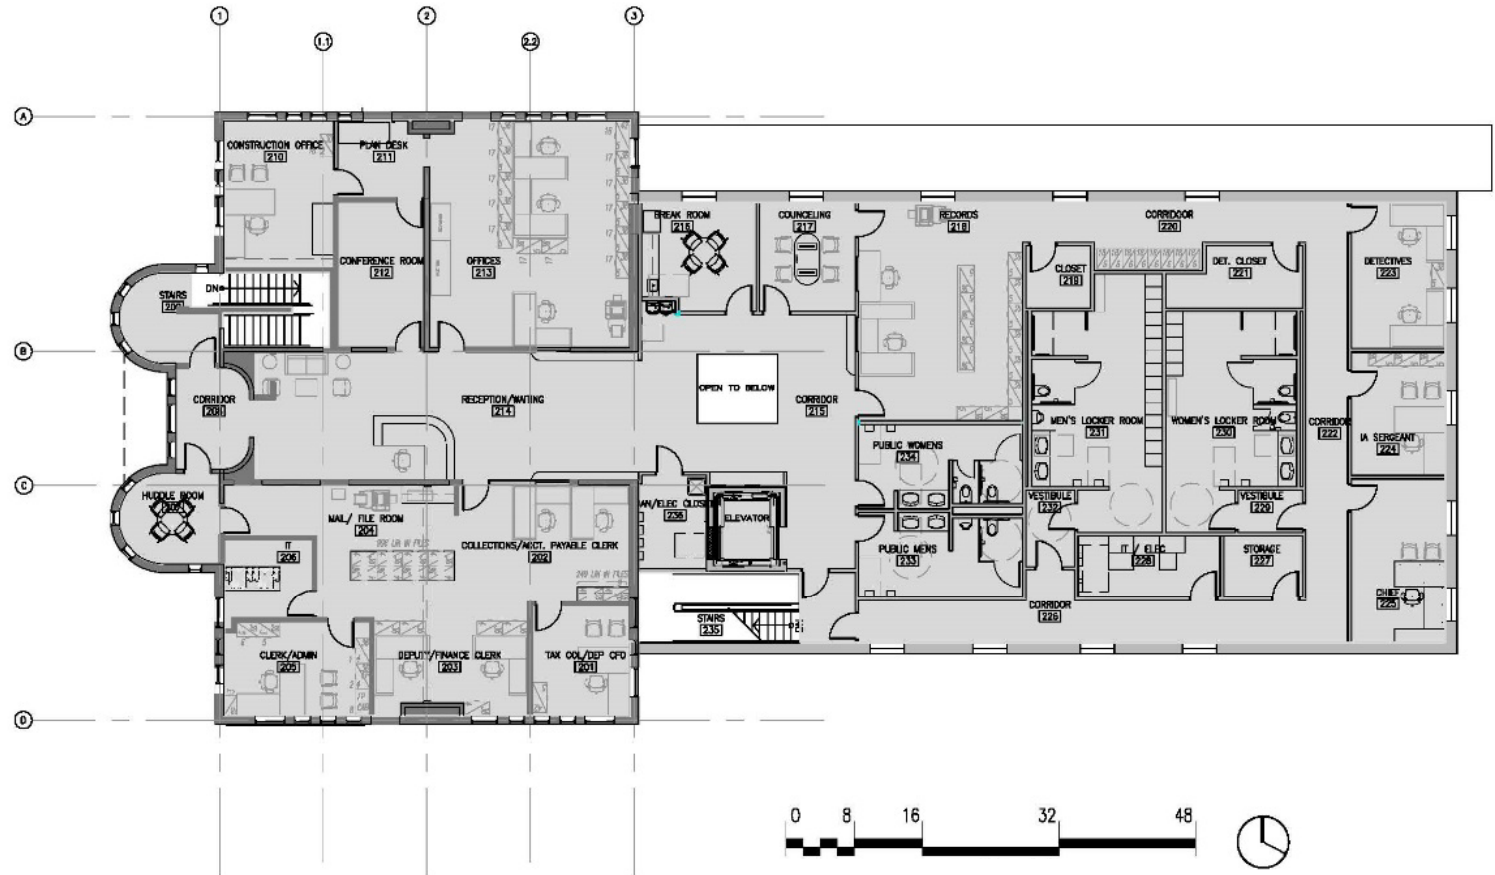 1
2
3
1.1
2.2
A
CONSTRUCTION OFFICE
210
PLAN DESK
211
BREAK ROOM
216
COUNCELING
217
RECORDS
218
CORRIDOOR
220
CONFERENCE ROOM
212
OFFICES
213
CLOSET
219
DET. CLOSET
221
DETECTIVES
223
DN
STAIRS
B
CORRIDOR
RECEPTION/WAITING
214
OPEN TO BELOW
CORRIDOR
215
MEN'S LOCKER ROOM
231
WOMEN'S LOCKER ROOM
230
CORRIDOR
222
IA SERGEANT
224
PUBLIC WOMENS
234
C
HUDDLE ROOM
MAIL/ FILE ROOM
204
COLLECTIONS/ACCT. PAYABLE CLERK
202
236
ELEVATOR
VESTIBULE
232
VESTIBULE
229
IT
206
PUBLIC MENS
233
IT / ELEC
228
STORAGE
227
CHIEF
225
STAIRS
235
CORRIDOR
226
CLERK/ADMIN
205
DEPUTY/FINANCE CLERK
203
TAX COL/DEP CFO
201
D
0 8 16 32 48